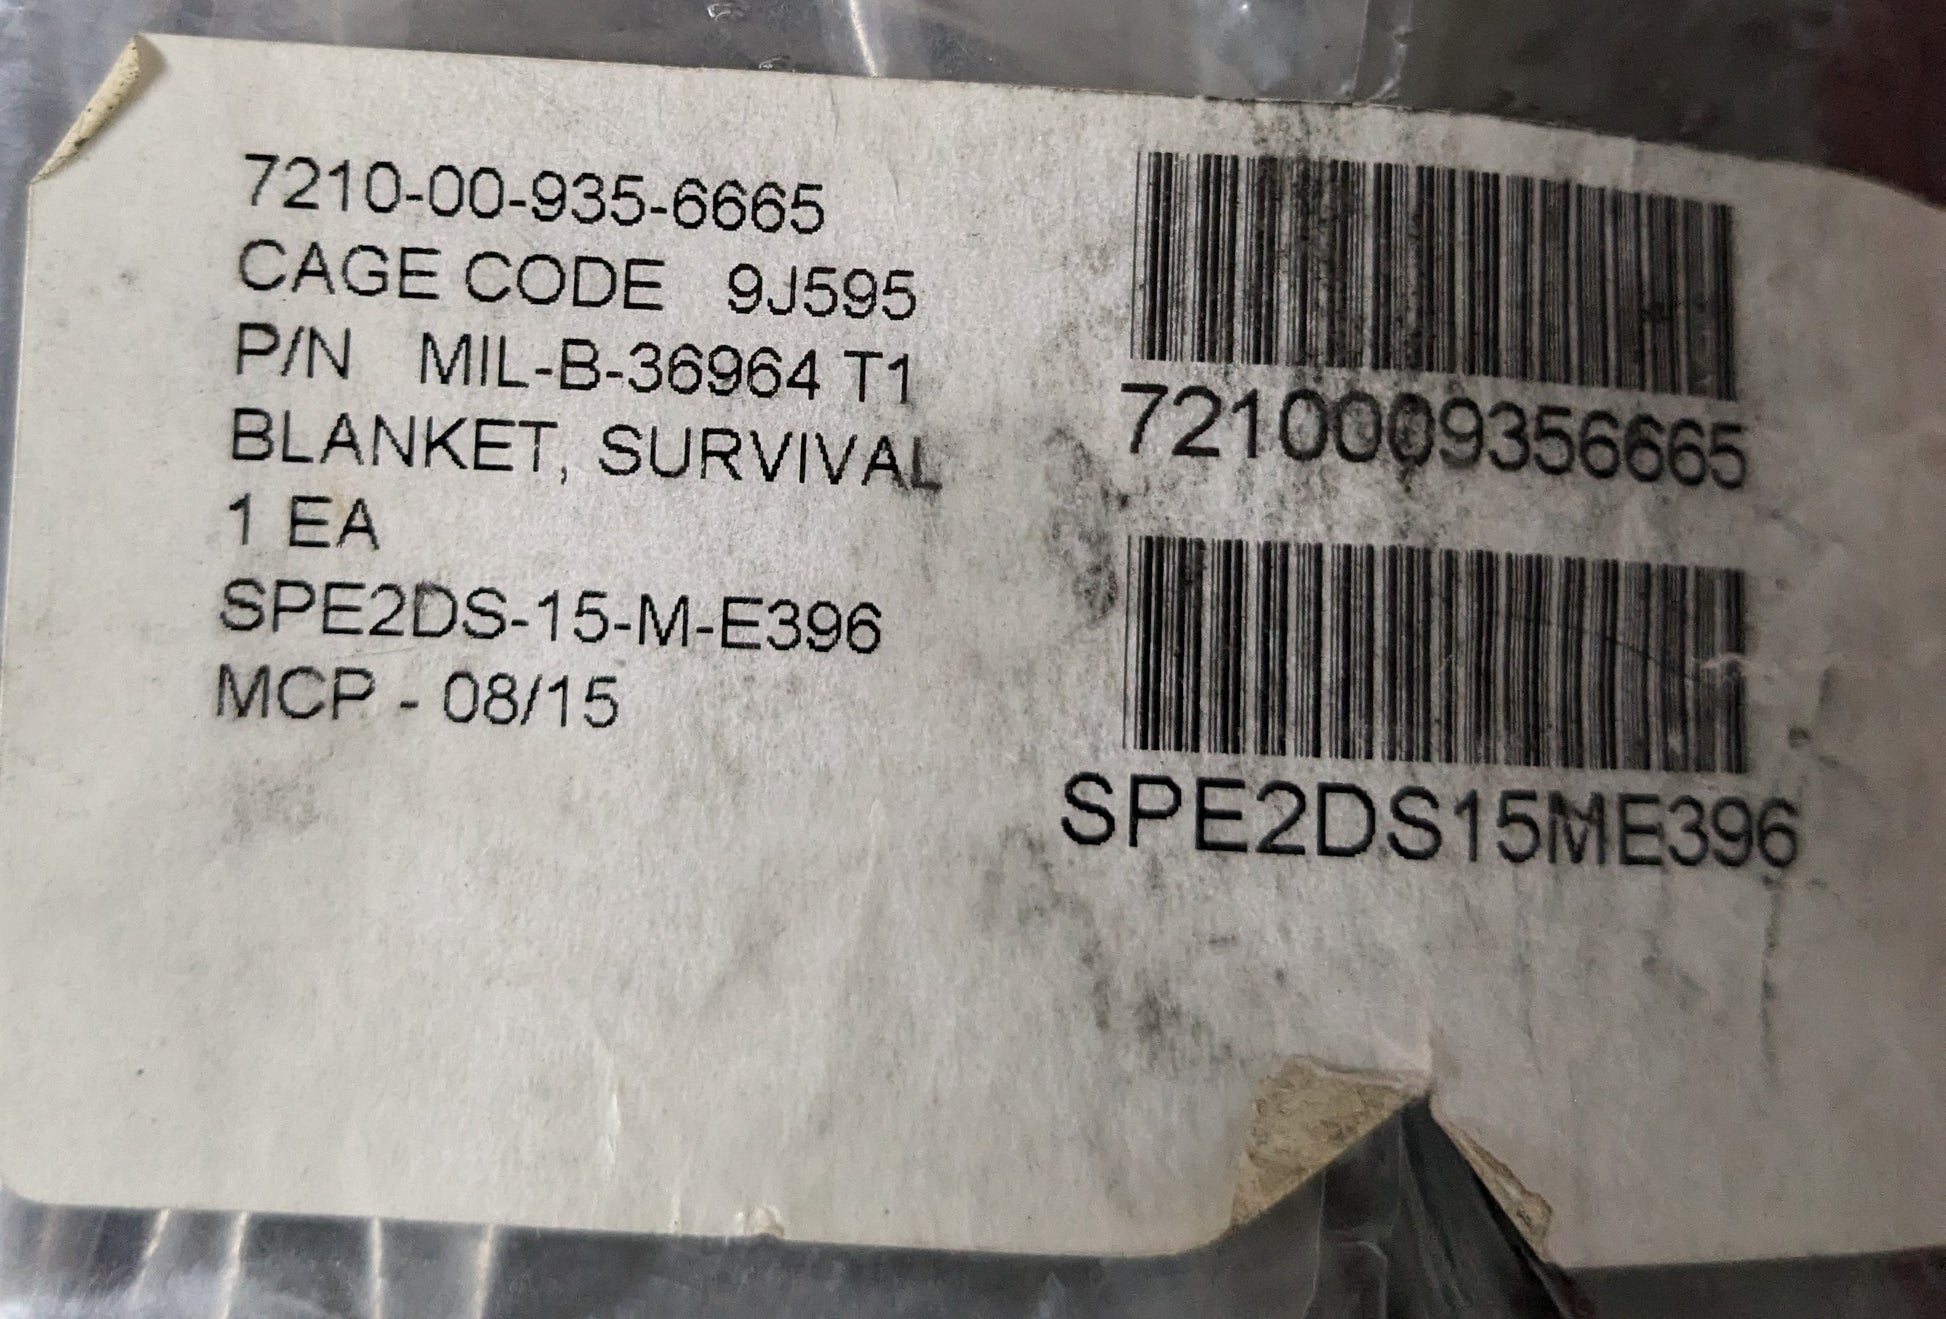 7210-00-935-6665
CAGE CODE 9J595
P/N MIL-B-36964 T1
BLANKET, SURVIVAL
1 EA
SPE2DS-15-M-E396
MCP - 08/15
7210009356665
SPE2DS15ME396